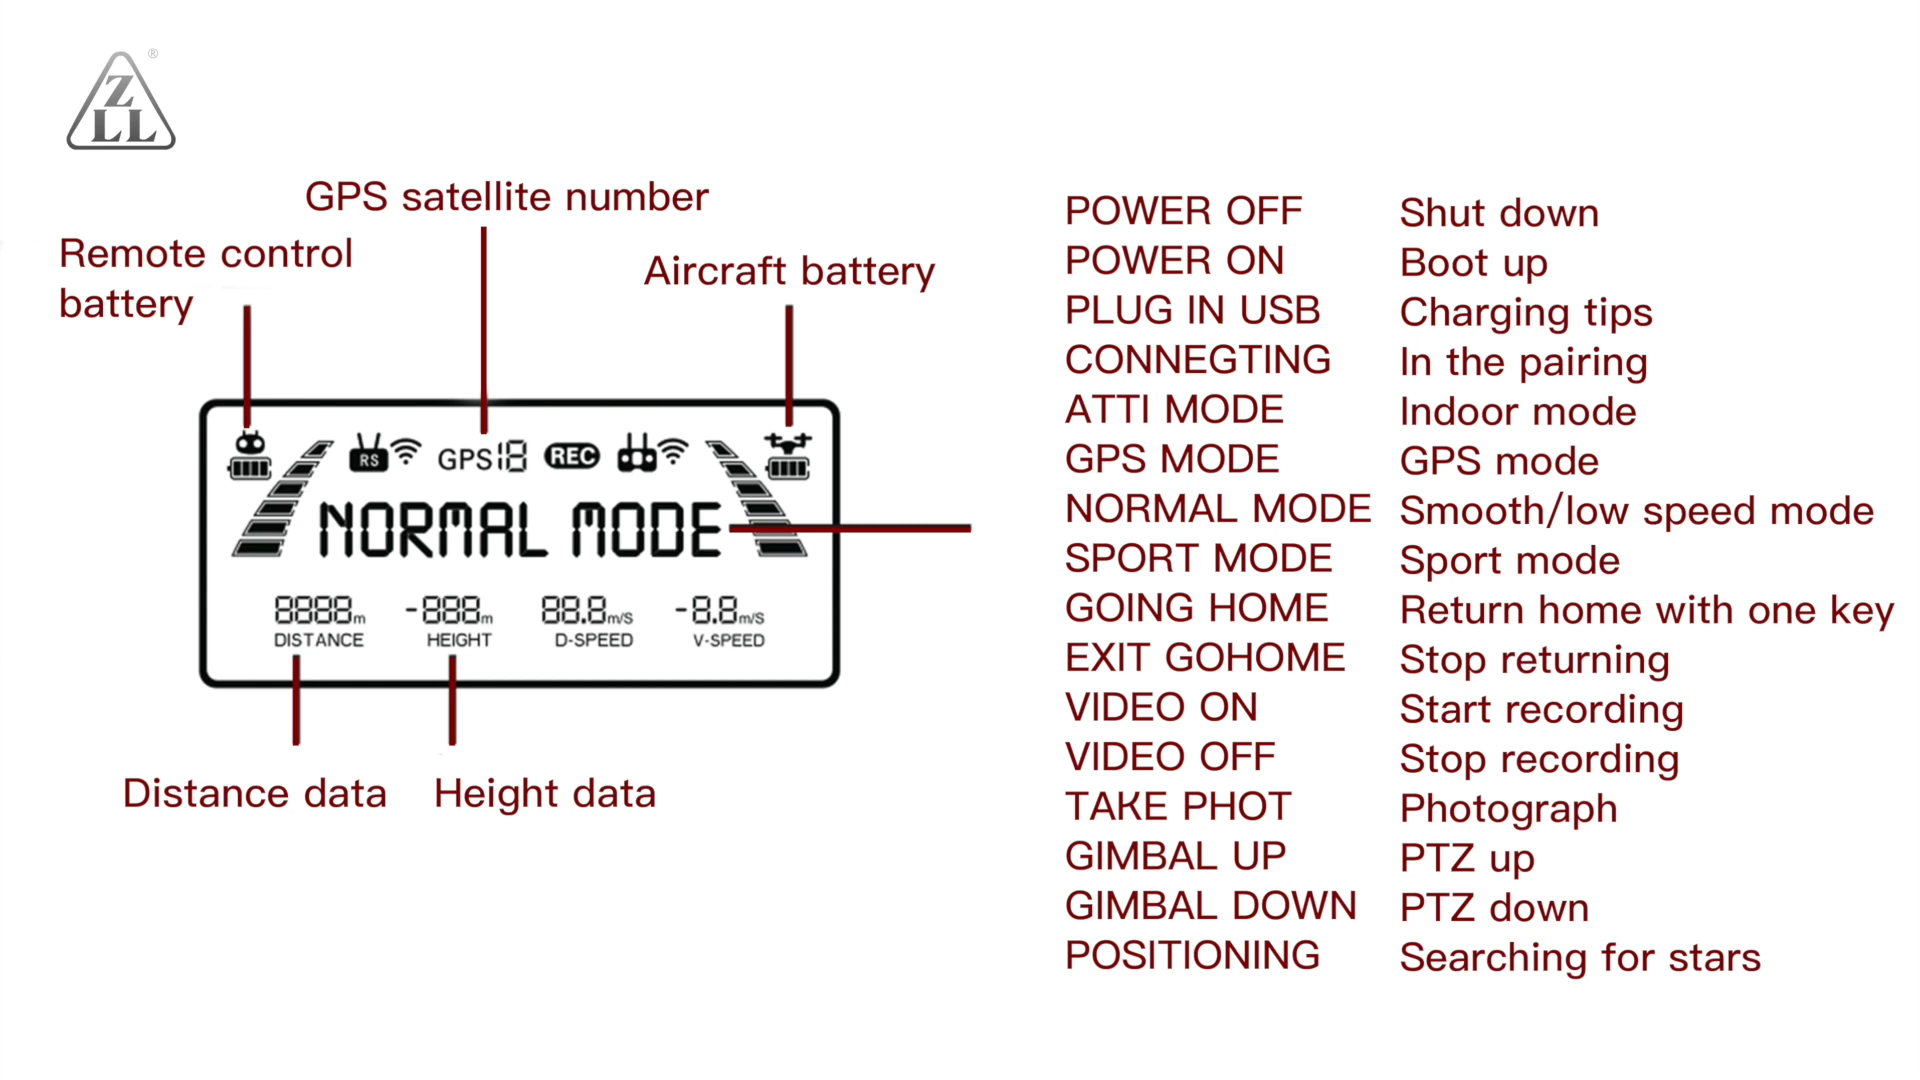 Z
LL
®
GPS satellite number
Remote control
battery
Aircraft battery
RS
GPS18
REC
NORMAL MODE
8888m
-888m
88.8m/S
-8.8m/S
DISTANCE
HEIGHT
D-SPEED
V-SPEED
Distance data
Height data
POWER OFF Shut down
POWER ON Boot up
PLUG IN USB Charging tips
CONNEGTING In the pairing
ATTI MODE Indoor mode
GPS MODE GPS mode
NORMAL MODE Smooth/low speed mode
SPORT MODE Sport mode
GOING HOME Return home with one key
EXIT GOHOME Stop returning
VIDEO ON Start recording
VIDEO OFF Stop recording
TAKE PHOT Photograph
GIMBAL UP PTZ up
GIMBAL DOWN PTZ down
POSITIONING Searching for stars